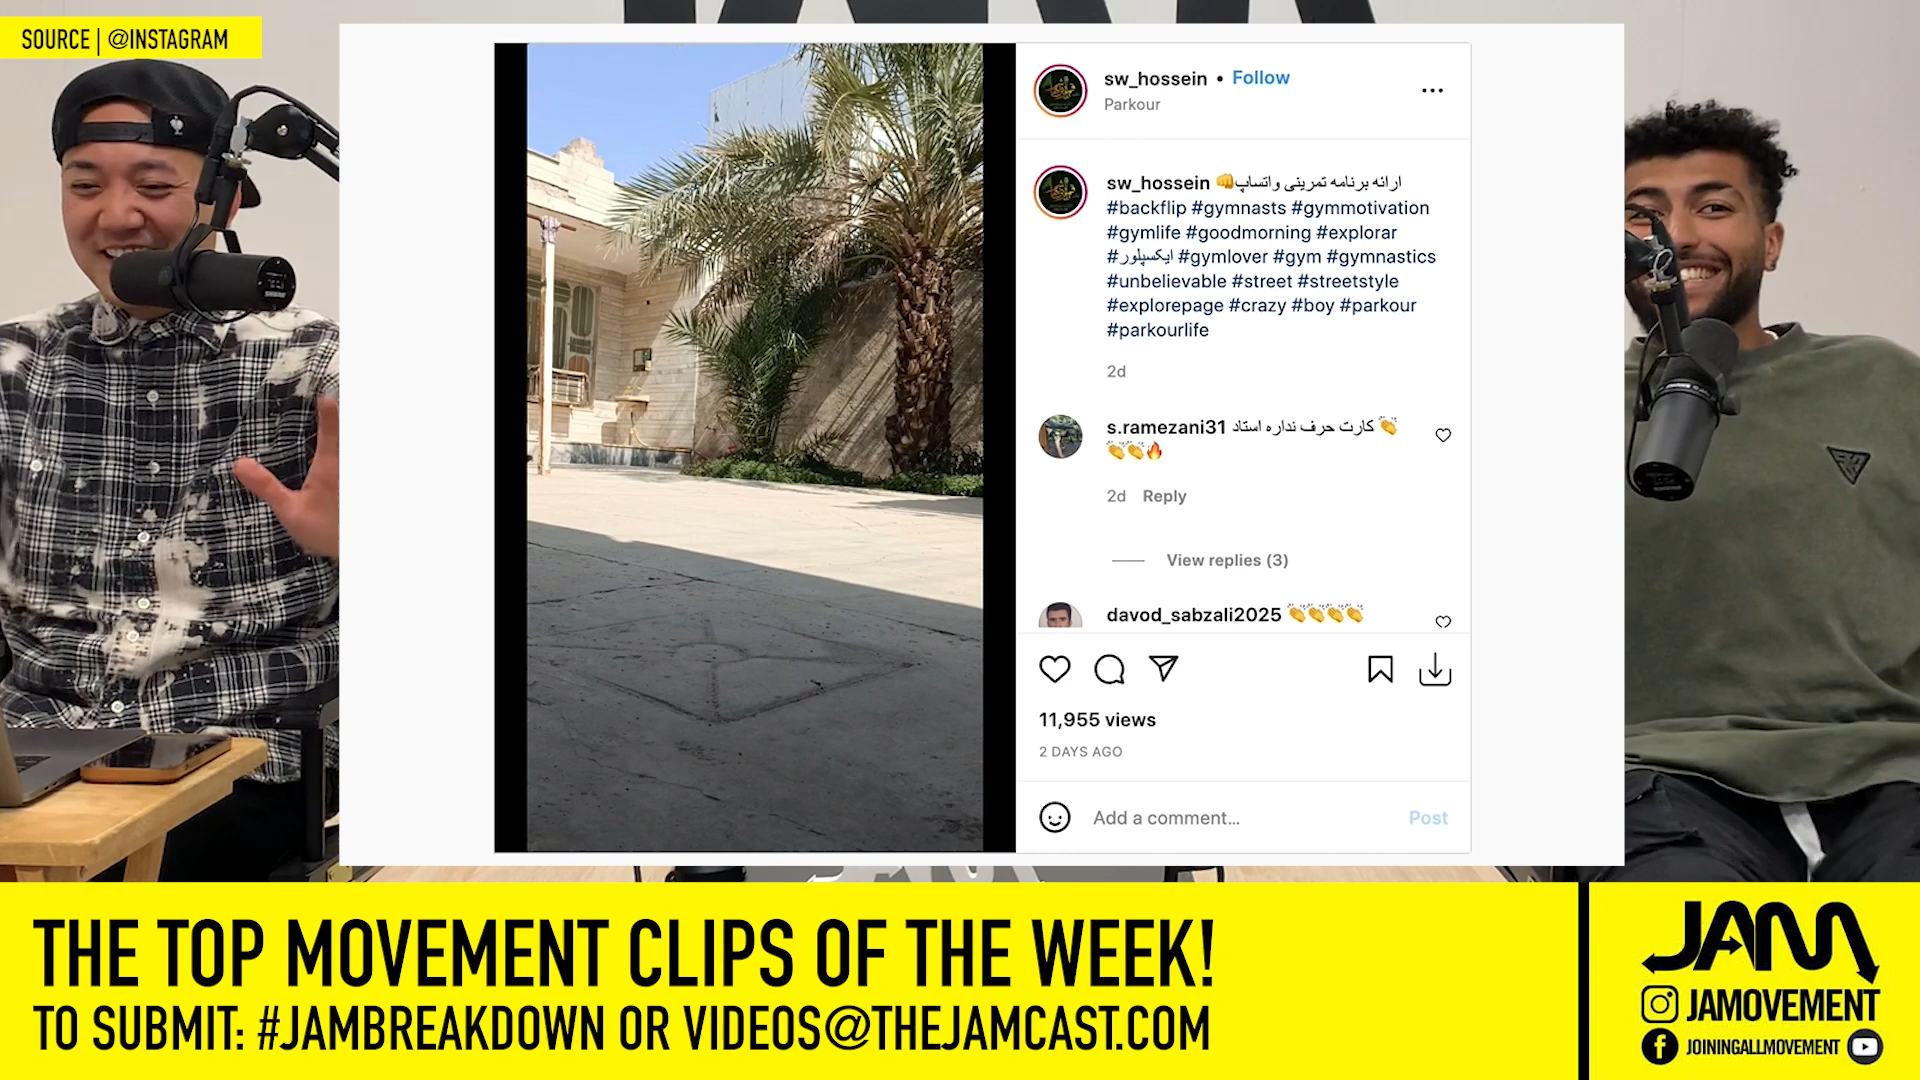 SOURCE | @INSTAGRAM
sw_hossein • Follow
Parkour
sw_hossein 👊ارائه برنامه تمرینی واتساپ
#backflip #gymnasts #gymmotivation
#gymlife #goodmorning #explorar
#ایکسپلور #gymlover #gym #gymnastics
#unbelievable #street #streetstyle
#explorepage #crazy #boy #parkour
#parkourlife
2d
s.ramezani31 کارت حرف نداره استاد 👏
👏👏🔥
2d Reply
View replies (3)
davod_sabzali2025 👏👏👏👏
11,955 views
2 DAYS AGO
Add a comment... Post
THE TOP MOVEMENT CLIPS OF THE WEEK!
TO SUBMIT: #JAMBREAKDOWN OR VIDEOS@THEJAMCAST.COM
JAM
JAMOVEMENT
JOININGALLMOVEMENT